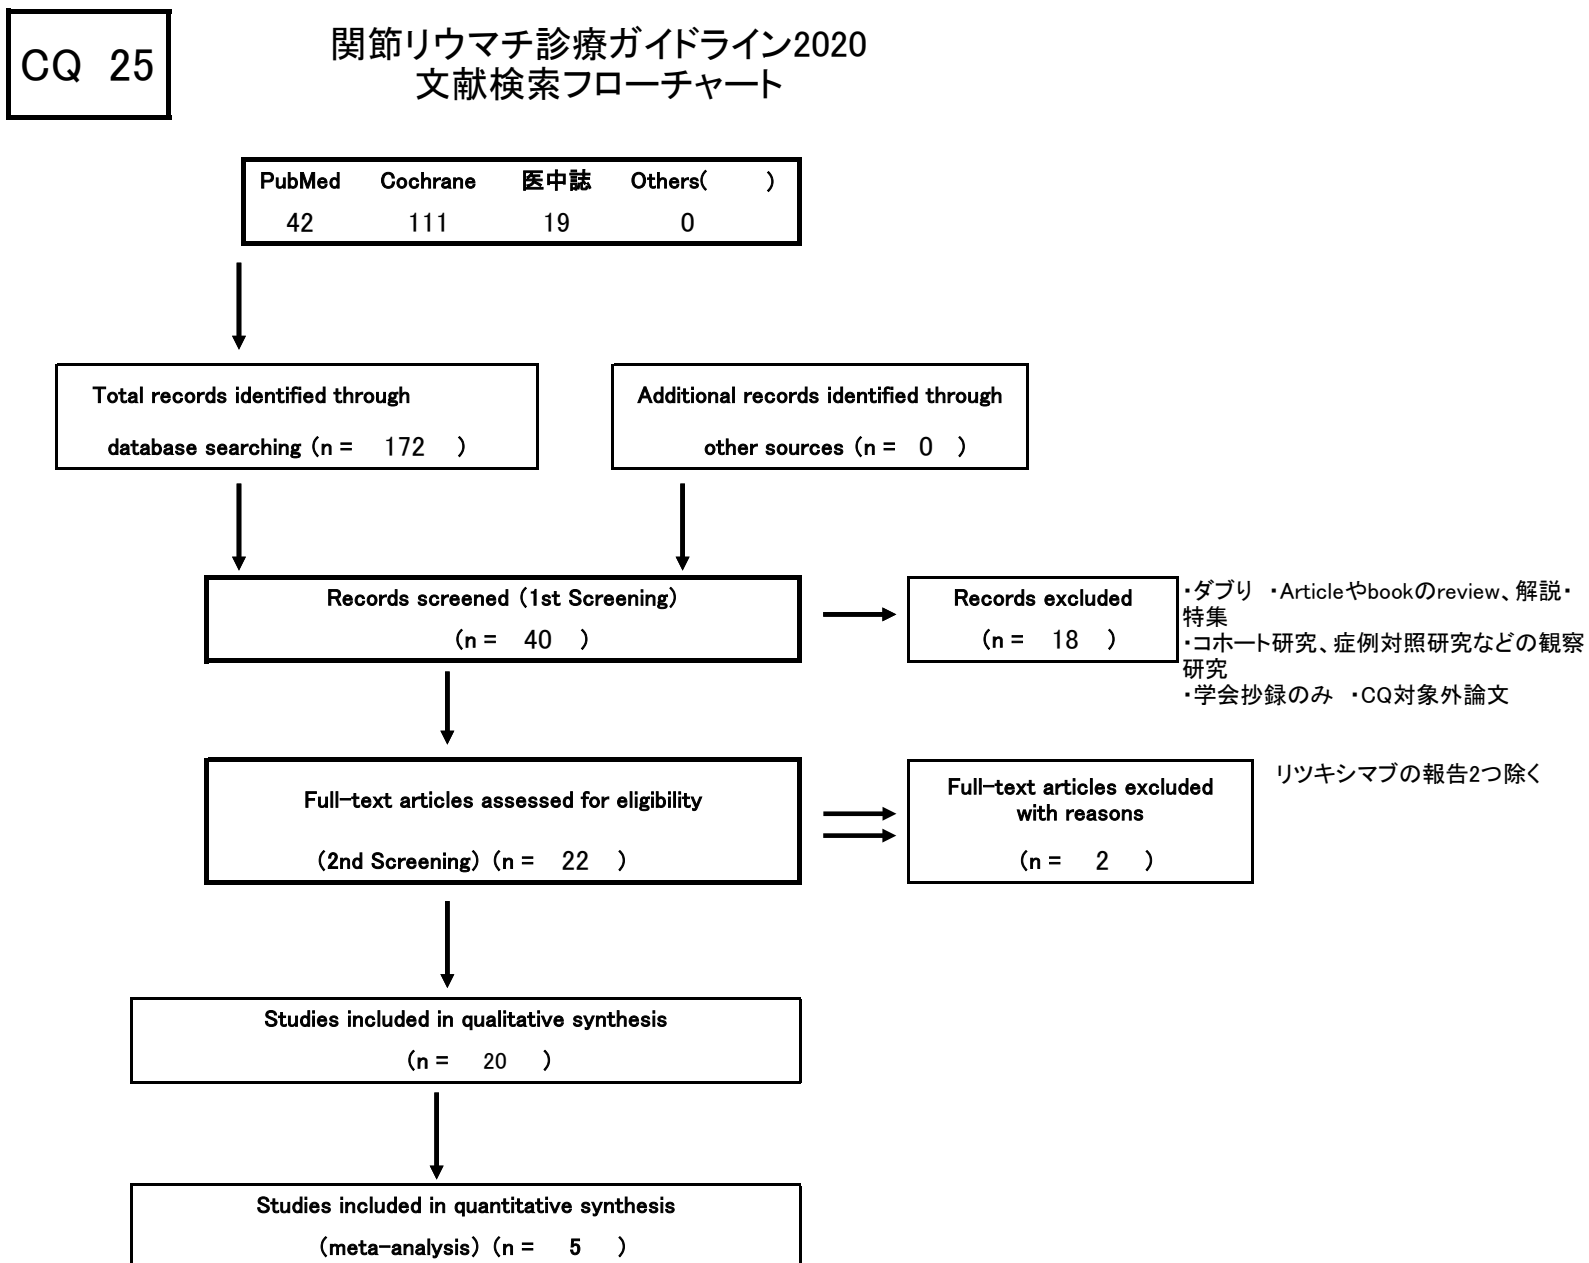 CQ 25
関節リウマチ診療ガイドライン2020
文献検索フローチャート
PubMed Cochrane 医中誌 Others( )
42 111 19 0
Total records identified through
database searching (n = 172 )
Additional records identified through
other sources (n = 0 )
Records screened (1st Screening)
(n = 40 )
Records excluded
(n = 18 )
・ダブり ・Articleやbookのreview、解説・
特集
・コホート研究、症例対照研究などの観察
研究
・学会抄録のみ ・CQ対象外論文
Full-text articles assessed for eligibility
(2nd Screening) (n = 22 )
Full-text articles excluded
with reasons
(n = 2 )
リツキシマブの報告2つ除く
Studies included in qualitative synthesis
(n = 20 )
Studies included in quantitative synthesis
(meta-analysis) (n = 5 )